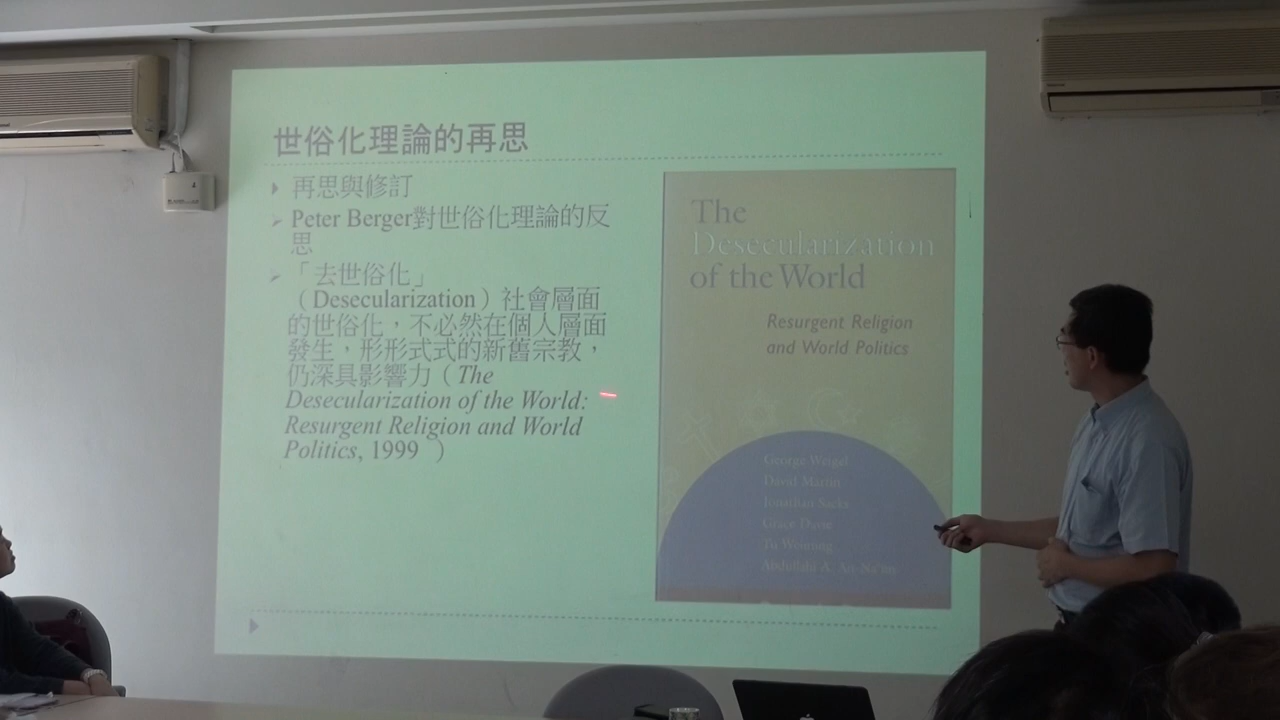 世俗化理論的再思
再思與修訂
Peter Berger對世俗化理論的反
思
「去世俗化」
（Desecularization）社會層面
的世俗化，不必然在個人層面
發生，形形式式的新舊宗教，
仍深具影響力（The
Desecularization of the World:
Resurgent Religion and World
Politics, 1999 ）
The
Desecularization
of the World
Resurgent Religion
and World Politics
George Weigel
David Martin
Jonathan Sacks
Grace Davie
Tu Weiming
Abdullahi A. An-Na'im